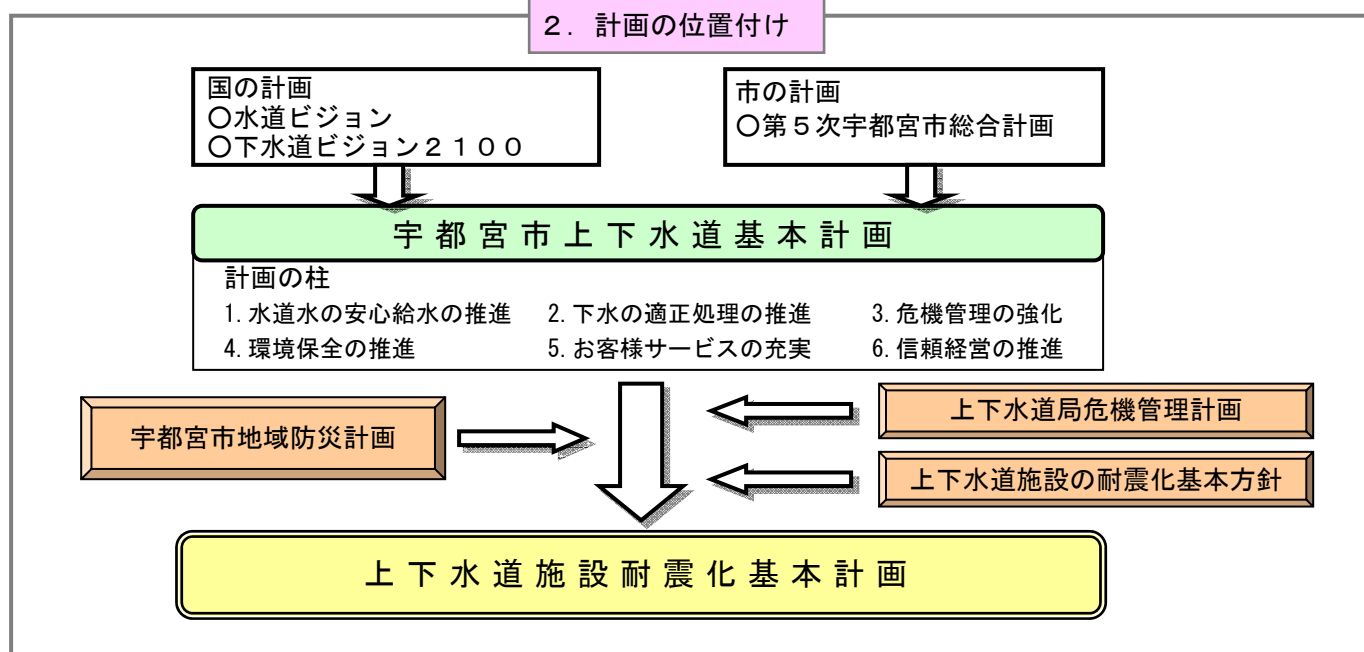 ２．計画の位置付け
国の計画
○水道ビジョン
○下水道ビジョン２１００
市の計画
○第５次宇都宮市総合計画
宇都宮市上下水道基本計画
計画の柱
1. 水道水の安心給水の推進 2. 下水の適正処理の推進 3. 危機管理の強化
4. 環境保全の推進 5. お客様サービスの充実 6. 信頼経営の推進
宇都宮市地域防災計画
上下水道局危機管理計画
上下水道施設の耐震化基本方針
上下水道施設耐震化基本計画